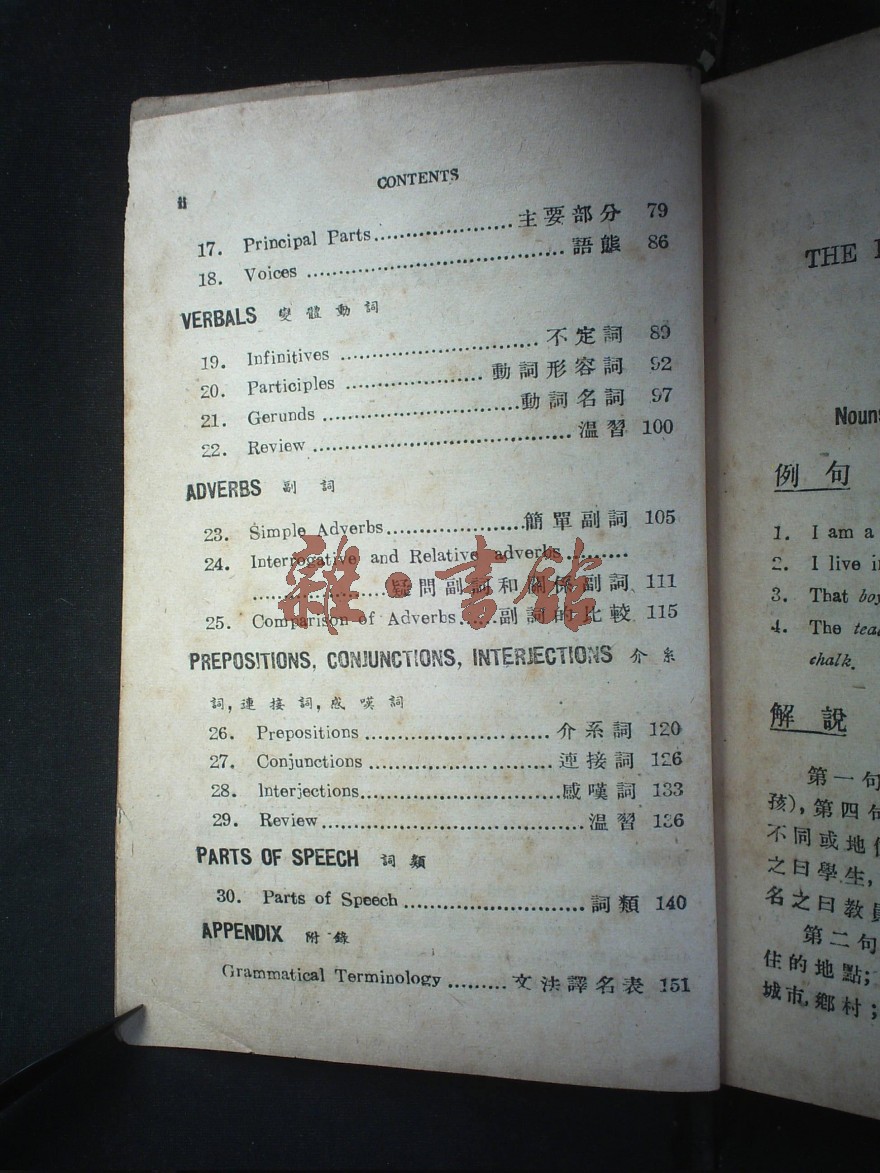 ii
CONTENTS
17. Principal Parts......................主要部分 79
18. Voices ......................................語態 86
VERBALS 變體動詞
19. Infinitives ..............................不定詞 89
20. Participles .....................動詞形容詞 92
21. Gerunds ..............................動詞名詞 97
22. Review .......................................温習 100
ADVERBS 副詞
23. Simple Adverbs.....................簡單副詞 105
24. Interrogative and Relative adverbs..........
......................疑問副詞和關係副詞 111
25. Comparison of Adverbs......副詞的比較 115
PREPOSITIONS, CONJUNCTIONS, INTERJECTIONS 介系
詞, 連接詞, 感嘆詞
26. Prepositions ..............................介系詞 120
27. Conjunctions ..............................連接詞 126
28. Interjections..............................感嘆詞 133
29. Review........................................温習 136
PARTS OF SPEECH 詞類
30. Parts of Speech .............................詞類 140
APPENDIX 附錄
Grammatical Terminology .........文法譯名表 151
雜·書館
THE
Nouns
例句
1. I am a
2. I live in
3. That boy
4. The
chalk.
解說
第一句
孩), 第四句
不同或地
之曰學生,
名之曰教員
第二句
住的地點;
城市, 鄉村;